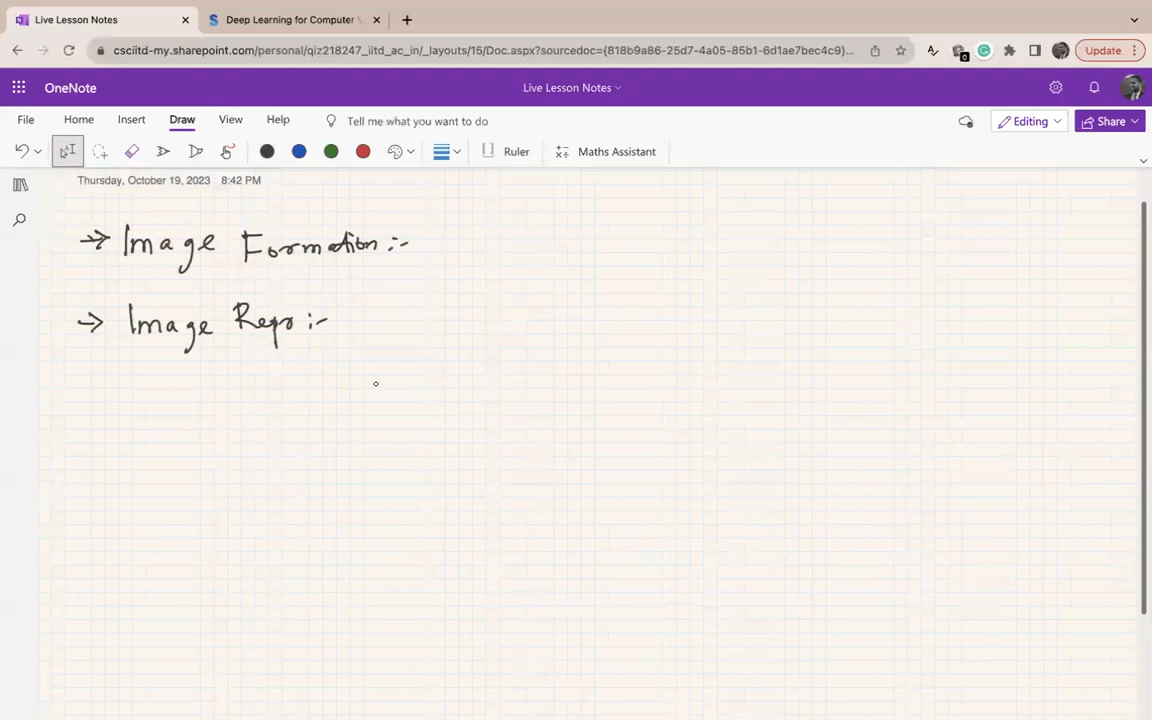 Live Lesson Notes
Deep Learning for Computer
csciitd-my.sharepoint.com/personal/qiz218247_iitd_ac_in/_layouts/15/Doc.aspx?sourcedoc={818b9a86-25d7-4a05-85b1-6d1ae7bec4c9}...
0
Update
OneNote
Live Lesson Notes
File Home Insert Draw View Help Tell me what you want to do
Editing Share
Ruler Maths Assistant
Thursday, October 19, 2023 8:42 PM
→ Image Formation :-
→ Image Repr :-